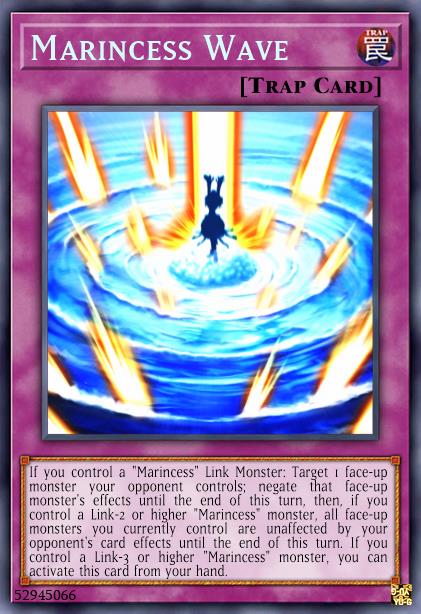 Marincess Wave
TRAP
罠
[Trap Card]
If you control a "Marincess" Link Monster: Target 1 face-up
monster your opponent controls; negate that face-up
monster's effects until the end of this turn, then, if you
control a Link-2 or higher "Marincess" monster, all face-up
monsters you currently control are unaffected by your
opponent's card effects until the end of this turn. If you
control a Link-3 or higher "Marincess" monster, you can
activate this card from your hand.
52945066